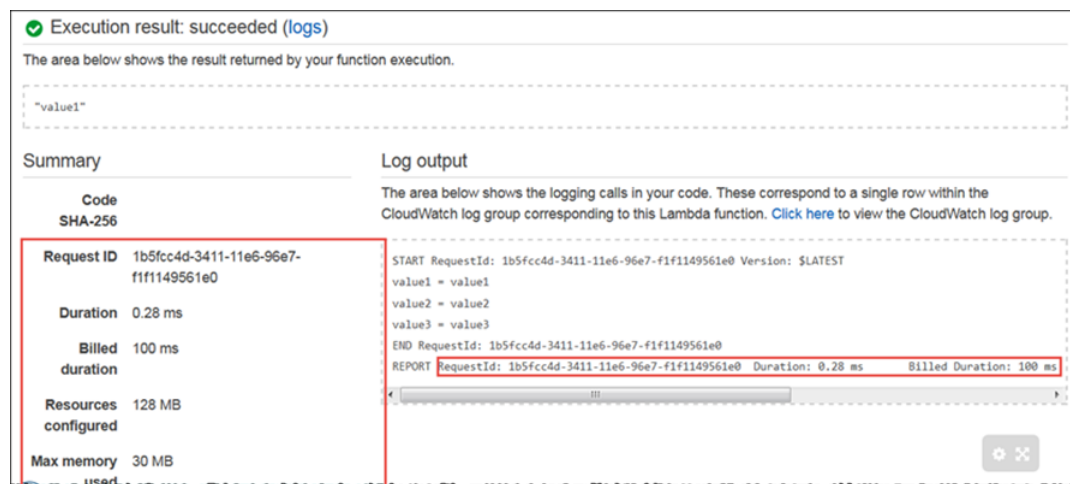 Execution result: succeeded (logs)
The area below shows the result returned by your function execution.
"value1"
Summary
Code
SHA-256
Request ID 1b5fcc4d-3411-11e6-96e7-
f1f1149561e0
Duration 0.28 ms
Billed
duration 100 ms
Resources
configured 128 MB
Max memory
used 30 MB
Log output
The area below shows the logging calls in your code. These correspond to a single row within the
CloudWatch log group corresponding to this Lambda function. Click here to view the CloudWatch log group.
START RequestId: 1b5fcc4d-3411-11e6-96e7-f1f1149561e0 Version: $LATEST
value1 = value1
value2 = value2
value3 = value3
END RequestId: 1b5fcc4d-3411-11e6-96e7-f1f1149561e0
REPORT RequestId: 1b5fcc4d-3411-11e6-96e7-f1f1149561e0 Duration: 0.28 ms Billed Duration: 100 ms